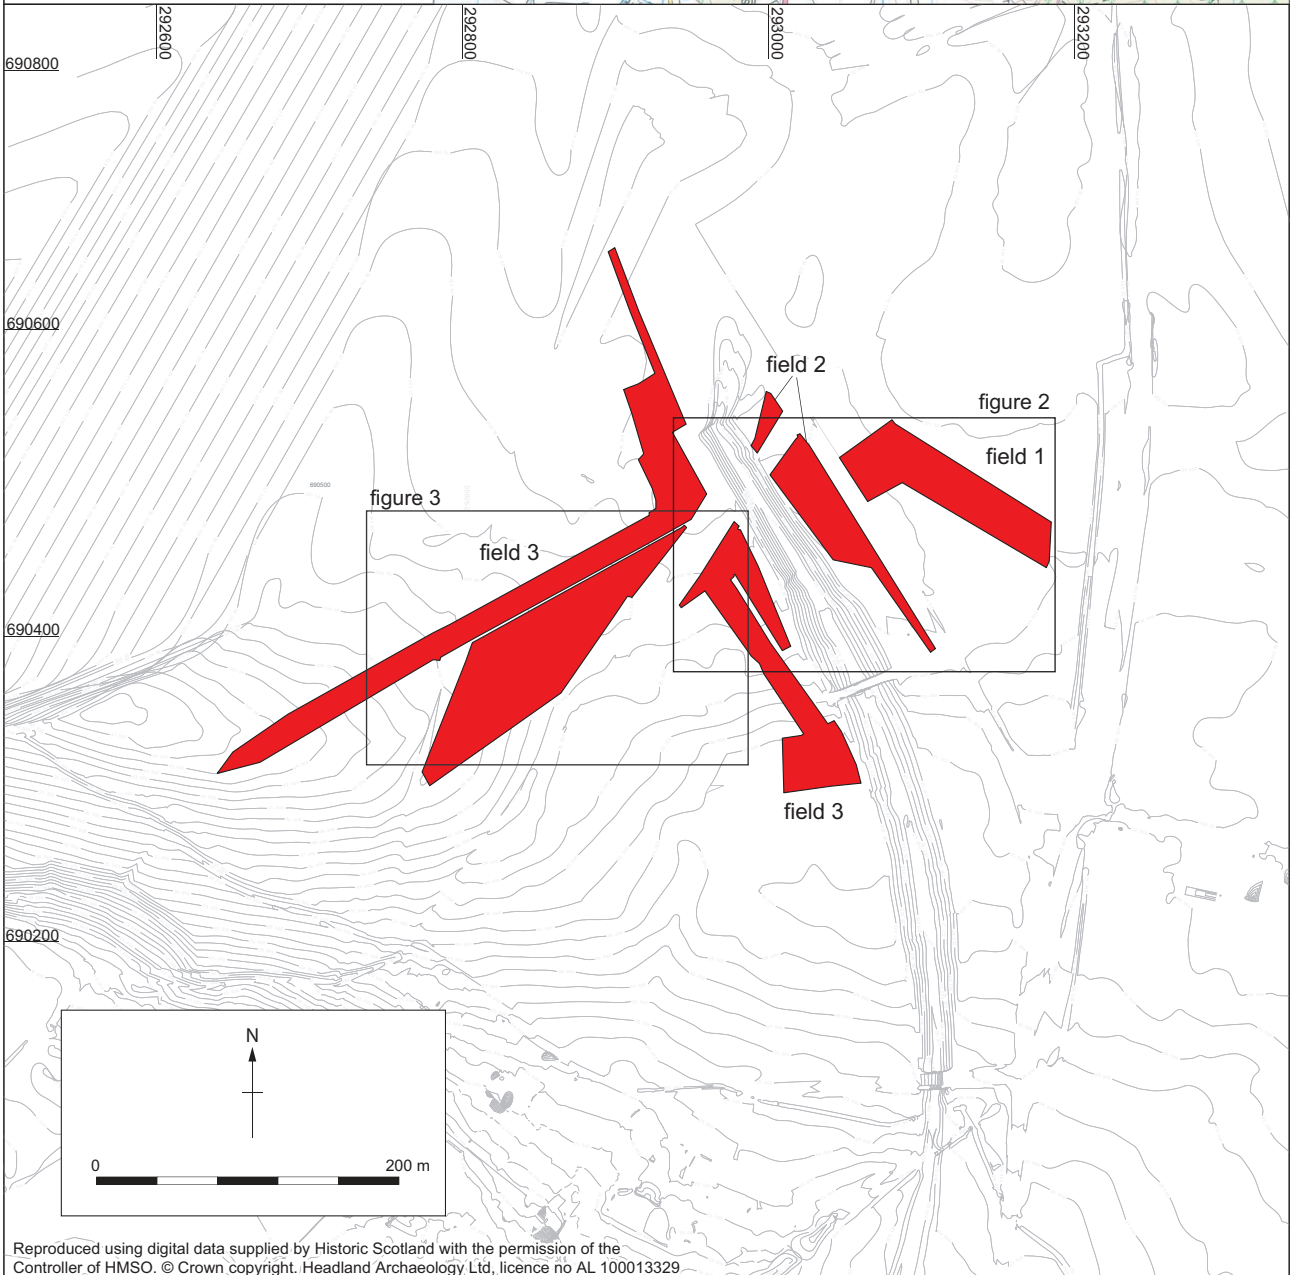 292600
292800
293000
293200
690800
690600
field 2
figure 2
field 1
690500
figure 3
field 3
690400
field 3
690200
N
0
200 m
Reproduced using digital data supplied by Historic Scotland with the permission of the
Controller of HMSO. © Crown copyright. Headland Archaeology Ltd, licence no AL 100013329